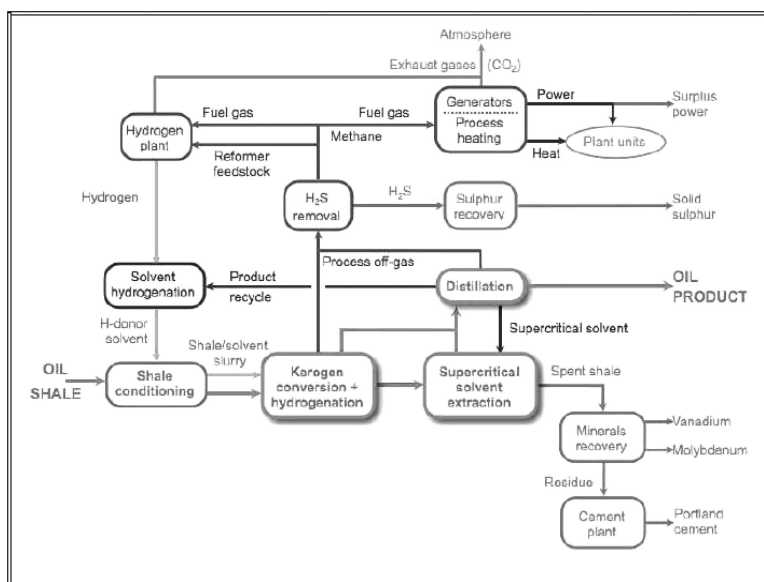 Atmosphere
Exhaust gases (CO₂)
Fuel gas
Fuel gas
Generators
Process heating
Power
Surplus power
Hydrogen plant
Methane
Heat
Plant units
Reformer feedstock
Hydrogen
H₂S removal
H₂S
Sulphur recovery
Solid sulphur
Process off-gas
Solvent hydrogenation
Product recycle
Distillation
OIL PRODUCT
H-donor solvent
Shale/solvent slurry
Supercritical solvent
OIL SHALE
Shale conditioning
Karogen conversion + hydrogenation
Supercritical solvent extraction
Spent shale
Minerals recovery
Vanadium
Molybdenum
Residue
Cement plant
Portland cement